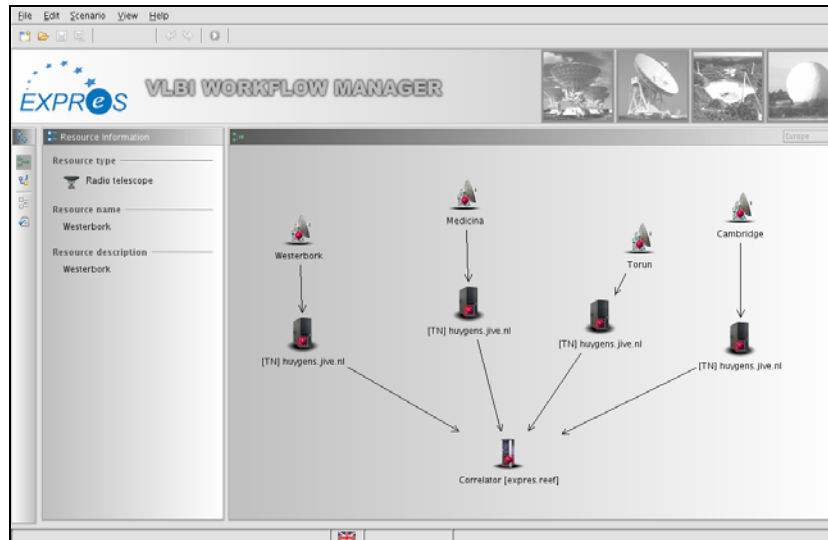 File Edit Scenario View Help
EXPReS
VLBI WORKFLOW MANAGER
Resource Information
Europe
Resource type
Radio telescope
Resource name
Westerbork
Resource description
Westerbork
Medicina
Westerbork
Cambridge
Torun
[TN] huygens.jive.nl
[TN] huygens.jive.nl
[TN] huygens.jive.nl
[TN] huygens.jive.nl
Correlator [expres.reef]